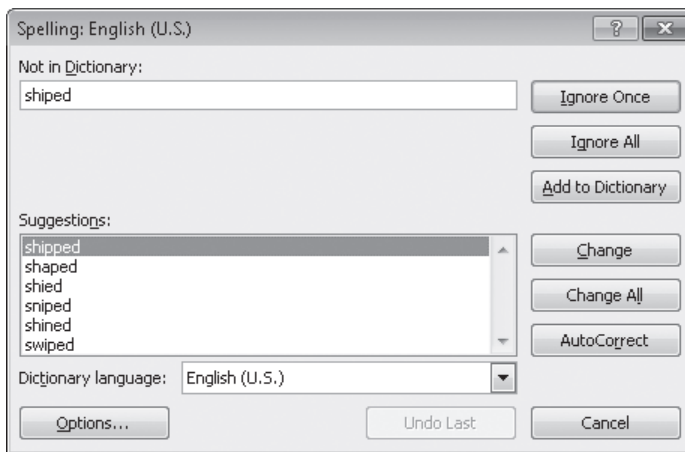 Spelling: English (U.S.)
Not in Dictionary:
shiped
Ignore Once
Ignore All
Add to Dictionary
Suggestions:
shipped
shaped
shied
sniped
shined
swiped
Change
Change All
AutoCorrect
Dictionary language: English (U.S.)
Options... Undo Last Cancel